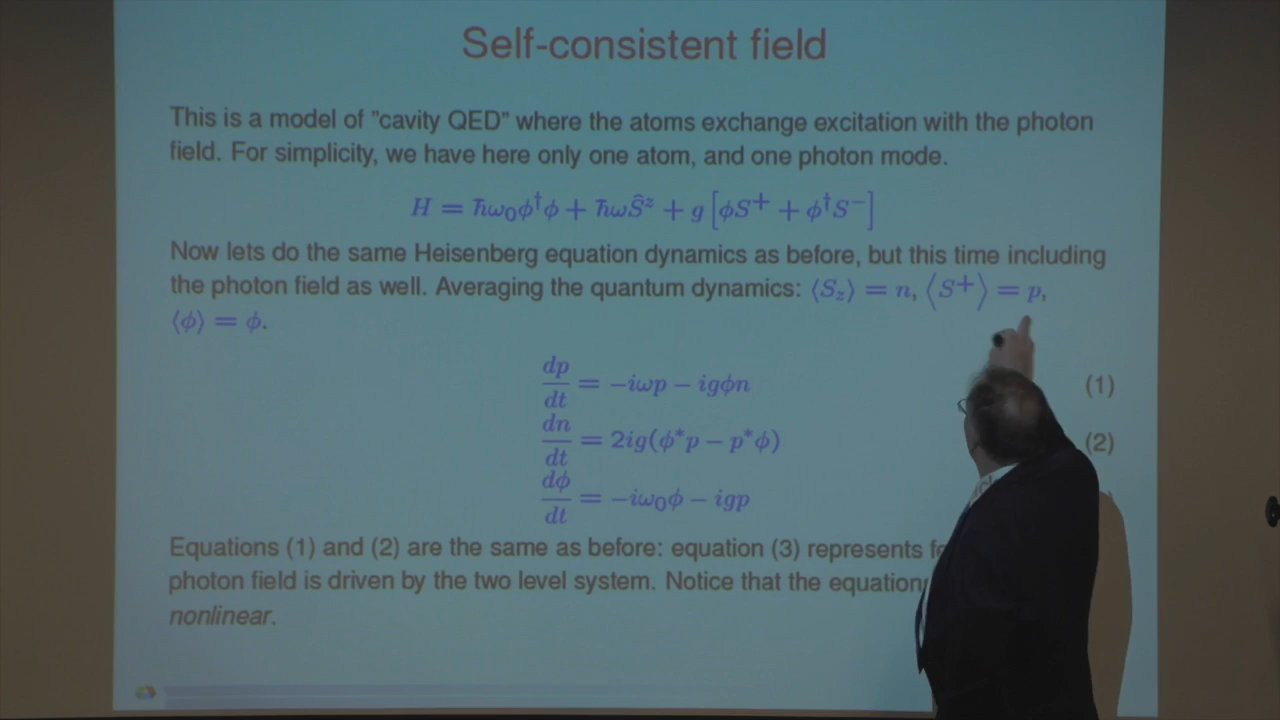 Self-consistent field
This is a model of "cavity QED" where the atoms exchange excitation with the photon
field. For simplicity, we have here only one atom, and one photon mode.
H = ħω₀φ†φ + ħωŜᶻ + g[φS⁺ + φ†S⁻]
Now lets do the same Heisenberg equation dynamics as before, but this time including
the photon field as well. Averaging the quantum dynamics: ⟨S_z⟩ = n, ⟨S⁺⟩ = p,
⟨φ⟩ = φ.
dp/dt = −iωp − igφn (1)
dn/dt = 2ig(φ*p − p*φ) (2)
dφ/dt = −iω₀φ − igp
Equations (1) and (2) are the same as before: equation (3) represents
photon field is driven by the two level system. Notice that the equation
nonlinear.